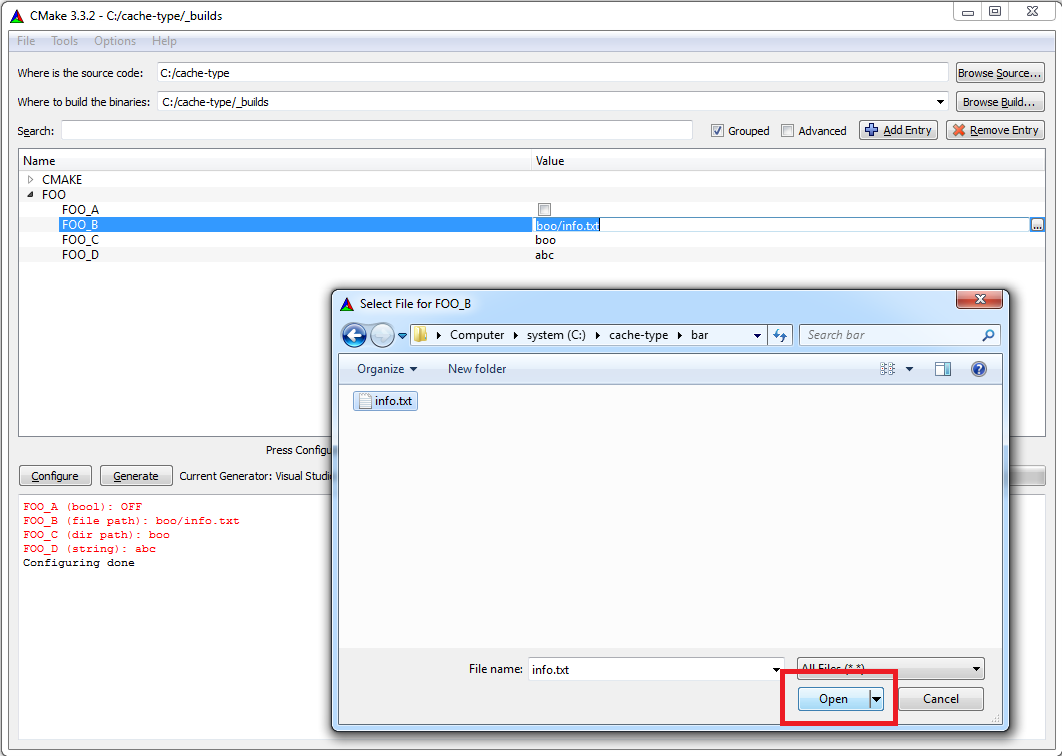 CMake 3.3.2 - C:/cache-type/_builds
File Tools Options Help
Where is the source code: C:/cache-type Browse Source...
Where to build the binaries: C:/cache-type/_builds Browse Build...
Search: Grouped Advanced Add Entry Remove Entry
Name Value
CMAKE
FOO
FOO_A
FOO_B boo/info.txt ...
FOO_C boo
FOO_D abc
Select File for FOO_B
Computer system (C:) cache-type bar Search bar
Organize New folder
info.txt
Press Configu
Configure Generate Current Generator: Visual Studi
FOO_A (bool): OFF
FOO_B (file path): boo/info.txt
FOO_C (dir path): boo
FOO_D (string): abc
Configuring done
File name: info.txt All Files (*.*)
Open Cancel